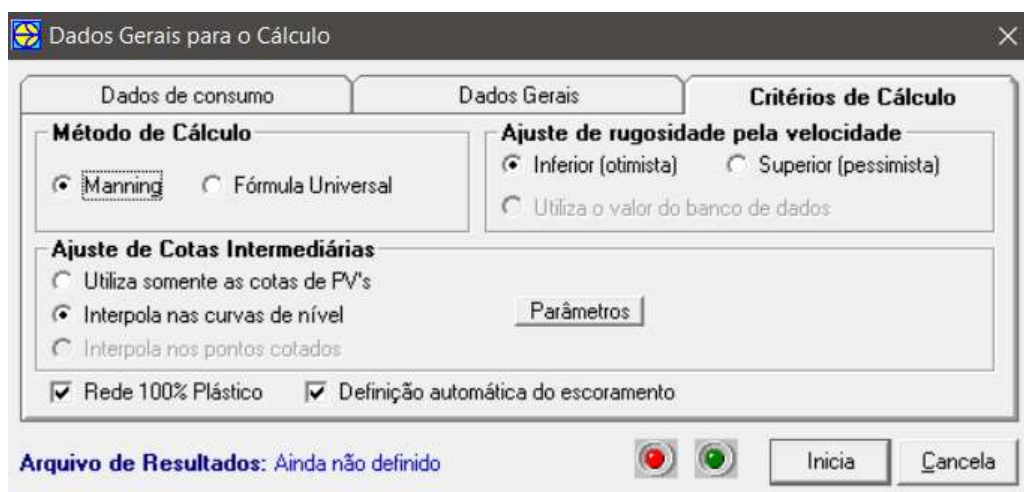 Dados Gerais para o Cálculo
Dados de consumo
Dados Gerais
Critérios de Cálculo
Método de Cálculo
Manning
Fórmula Universal
Ajuste de rugosidade pela velocidade
Inferior (otimista)
Superior (pessimista)
Utiliza o valor do banco de dados
Ajuste de Cotas Intermediárias
Utiliza somente as cotas de PV's
Interpola nas curvas de nível
Interpola nos pontos cotados
Parâmetros
Rede 100% Plástico
Definição automática do escoramento
Arquivo de Resultados: Ainda não definido
Inicia
Cancela